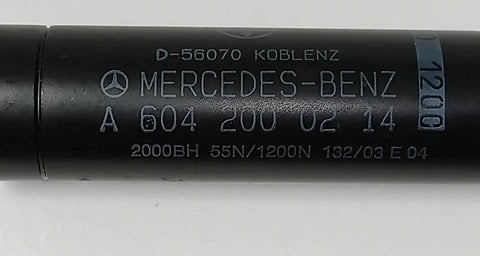 D-56070 KOBLENZ
MERCEDES-BENZ
A 604 200 02 14
2000BH 55N/1200N 132/03 E 04
1200